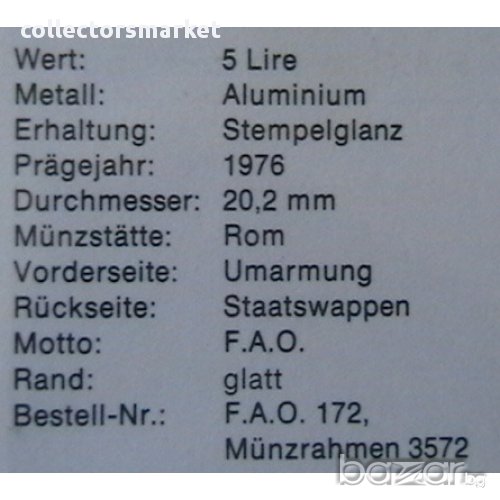 collectorsmarket
Wert: 5 Lire
Metall: Aluminium
Erhaltung: Stempelglanz
Prägejahr: 1976
Durchmesser: 20,2 mm
Münzstätte: Rom
Vorderseite: Umarmung
Rückseite: Staatswappen
Motto: F.A.O.
Rand: glatt
Bestell-Nr.: F.A.O. 172,
Münzrahmen 3572
bazar.bg